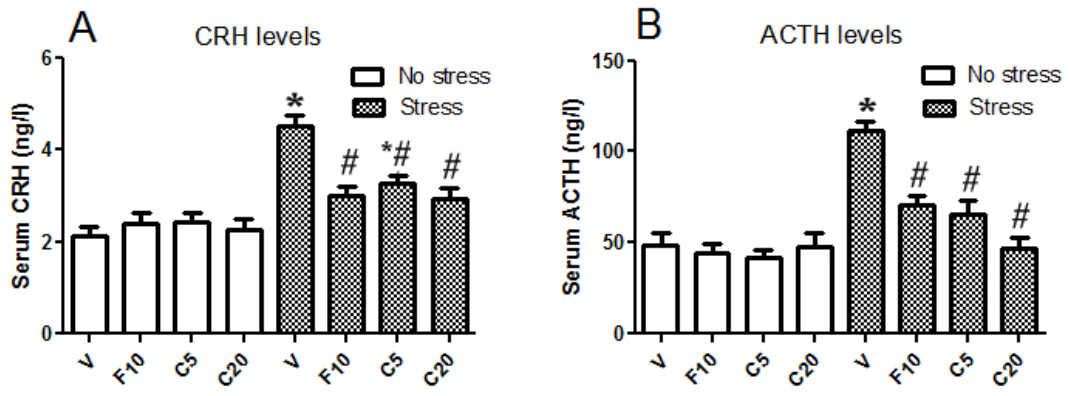 A
CRH levels
Serum CRH (ng/l)
6
4
2
0
No stress
Stress
*
#
*#
#
V
F10
C5
C20
V
F10
C5
C20
B
ACTH levels
Serum ACTH (ng/l)
150
100
50
0
No stress
Stress
*
#
#
#
V
F10
C5
C20
V
F10
C5
C20